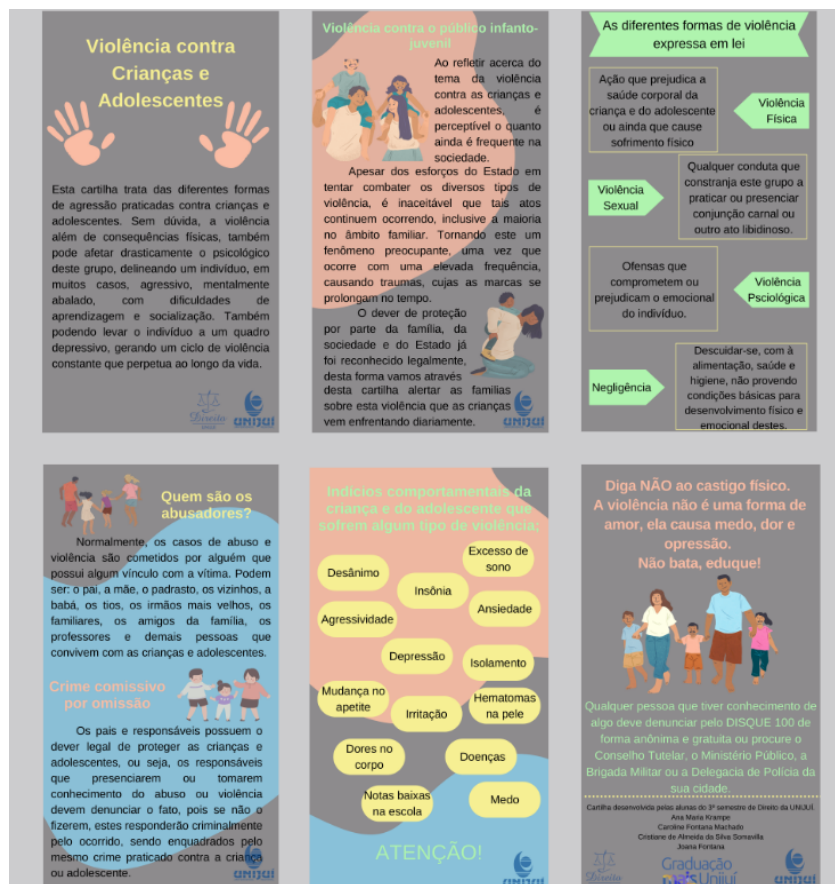 Violência contra
Crianças e
Adolescentes
Esta cartilha trata das diferentes formas
de agressão praticadas contra crianças e
adolescentes. Sem dúvida, a violência
além de consequências físicas, também
pode afetar drasticamente o psicológico
deste grupo, delineando um indivíduo, em
muitos casos, agressivo, mentalmente
abalado, com dificuldades de
aprendizagem e socialização. Também
podendo levar o indivíduo a um quadro
depressivo, gerando um ciclo de violência
constante que perpetua ao longo da vida.
Direito
UNIJUÍ
Violência contra o público infanto-
juvenil
Ao refletir acerca do
tema da violência
contra as crianças e
adolescentes, é
perceptível o quanto
ainda é frequente na
sociedade.
Apesar dos esforços do Estado em
tentar combater os diversos tipos de
violência, é inaceitável que tais atos
continuem ocorrendo, inclusive a maioria
no âmbito familiar. Tornando este um
fenômeno preocupante, uma vez que
ocorre com uma elevada frequência,
causando traumas, cujas as marcas se
prolongam no tempo.
O dever de proteção
por parte da família, da
sociedade e do Estado já
foi reconhecido legalmente,
desta forma vamos através
desta cartilha alertar as familias
sobre esta violência que as crianças
vem enfrentando diariamente.
UNIJUÍ
As diferentes formas de violência
expressa em lei
Ação que prejudica a
saúde corporal da
criança e do adolescente
ou ainda que cause
sofrimento físico
Violência
Física
Violência
Sexual
Qualquer conduta que
constranja este grupo a
praticar ou presenciar
conjunção carnal ou
outro ato libidinoso.
Ofensas que
comprometem ou
prejudicam o emocional
do indivíduo.
Violência
Psciológica
Negligência
Descuidar-se, com à
alimentação, saúde e
higiene, não provendo
condições básicas para
desenvolvimento físico e
emocional destes.
Quem são os
abusadores?
Normalmente, os casos de abuso e
violência são cometidos por alguém que
possui algum vínculo com a vítima. Podem
ser: o pai, a mãe, o padrasto, os vizinhos, a
babá, os tios, os irmãos mais velhos, os
familiares, os amigos da família, os
professores e demais pessoas que
convivem com as crianças e adolescentes.
Crime comissivo
por omissão
Os pais e responsáveis possuem o
dever legal de proteger as crianças e
adolescentes, ou seja, os responsáveis
que presenciarem ou tomarem
conhecimento do abuso ou violência
devem denunciar o fato, pois se não o
fizerem, estes responderão criminalmente
pelo ocorrido, sendo enquadrados pelo
mesmo crime praticado contra a criança
ou adolescente.
UNIJUÍ
Indícios comportamentais da
criança e do adolescente que
sofrem algum tipo de violência;
Excesso de
sono
Desânimo
Insônia
Ansiedade
Agressividade
Depressão
Isolamento
Mudança no
apetite
Hematomas
na pele
Irritação
Dores no
corpo
Doenças
Notas baixas
na escola
Medo
ATENÇÃO!
UNIJUÍ
Diga NÃO ao castigo físico.
A violência não é uma forma de
amor, ela causa medo, dor e
opressão.
Não bata, eduque!
Qualquer pessoa que tiver conhecimento de
algo deve denunciar pelo DISQUE 100 de
forma anônima e gratuita ou procure o
Conselho Tutelar, o Ministério Público, a
Brigada Militar ou a Delegacia de Polícia da
sua cidade.
Cartilha desenvolvida pelas alunas do 3º semestre de Direito da UNIJUÍ.
Ana Maria Krampe
Caroline Fontana Machado
Cristiane de Almeida da Silva Somavilla
Joana Fontana
Direito
Graduação
mais Unijuí
UNIJUÍ